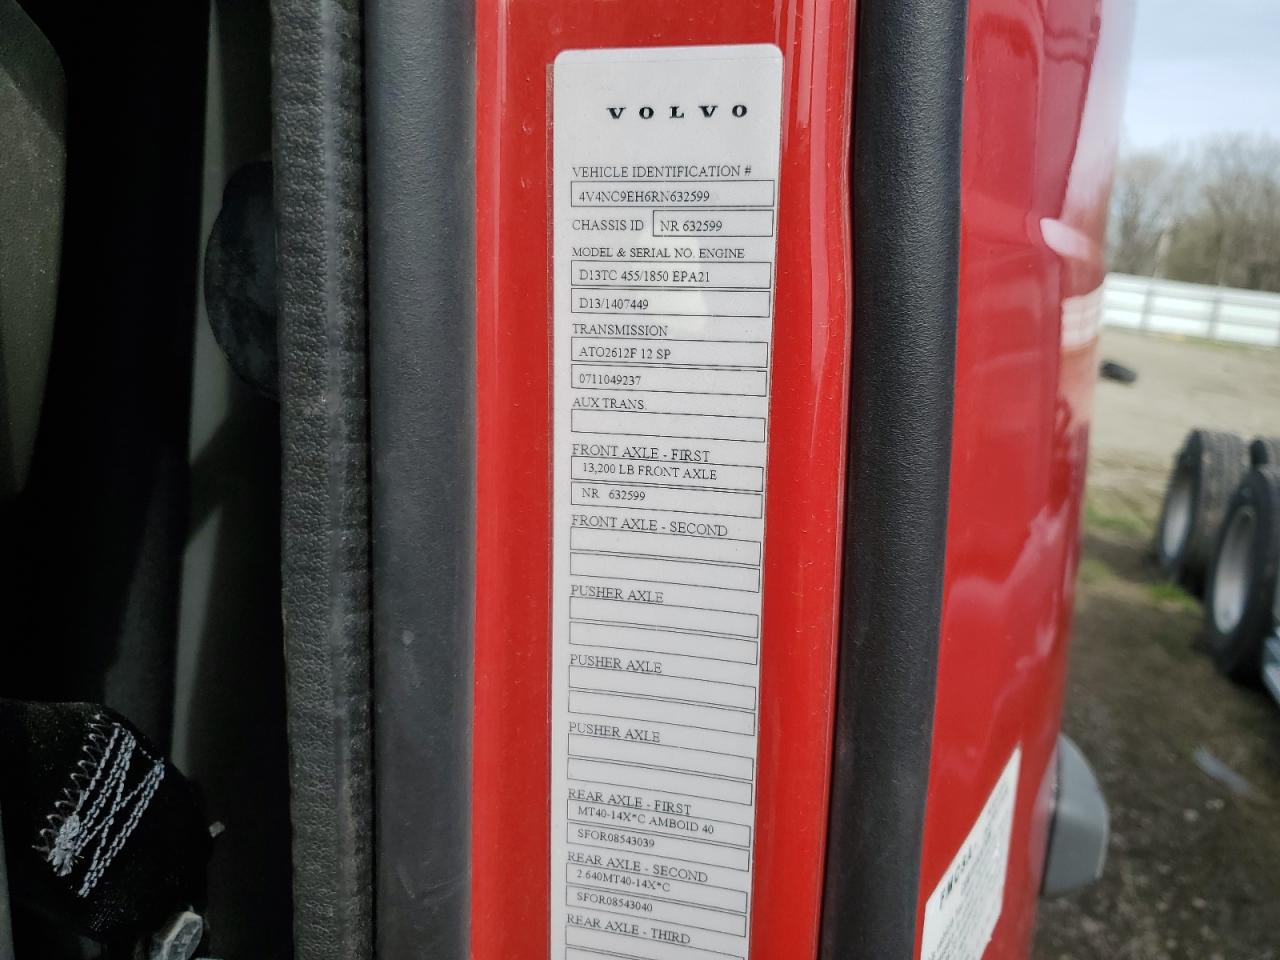 VOLVO
VEHICLE IDENTIFICATION #
4V4NC9EH6RN632599
CHASSIS ID NR 632599
MODEL & SERIAL NO. ENGINE
D13TC 455/1850 EPA21
D13/1407449
TRANSMISSION
ATO2612F 12 SP
0711049237
AUX TRANS.
FRONT AXLE - FIRST
13,200 LB FRONT AXLE
NR 632599
FRONT AXLE - SECOND
PUSHER AXLE
PUSHER AXLE
PUSHER AXLE
REAR AXLE - FIRST
MT40-14X*C AMBOID 40
SFOR08543039
REAR AXLE - SECOND
2.640MT40-14X*C
SFOR08543040
REAR AXLE - THIRD